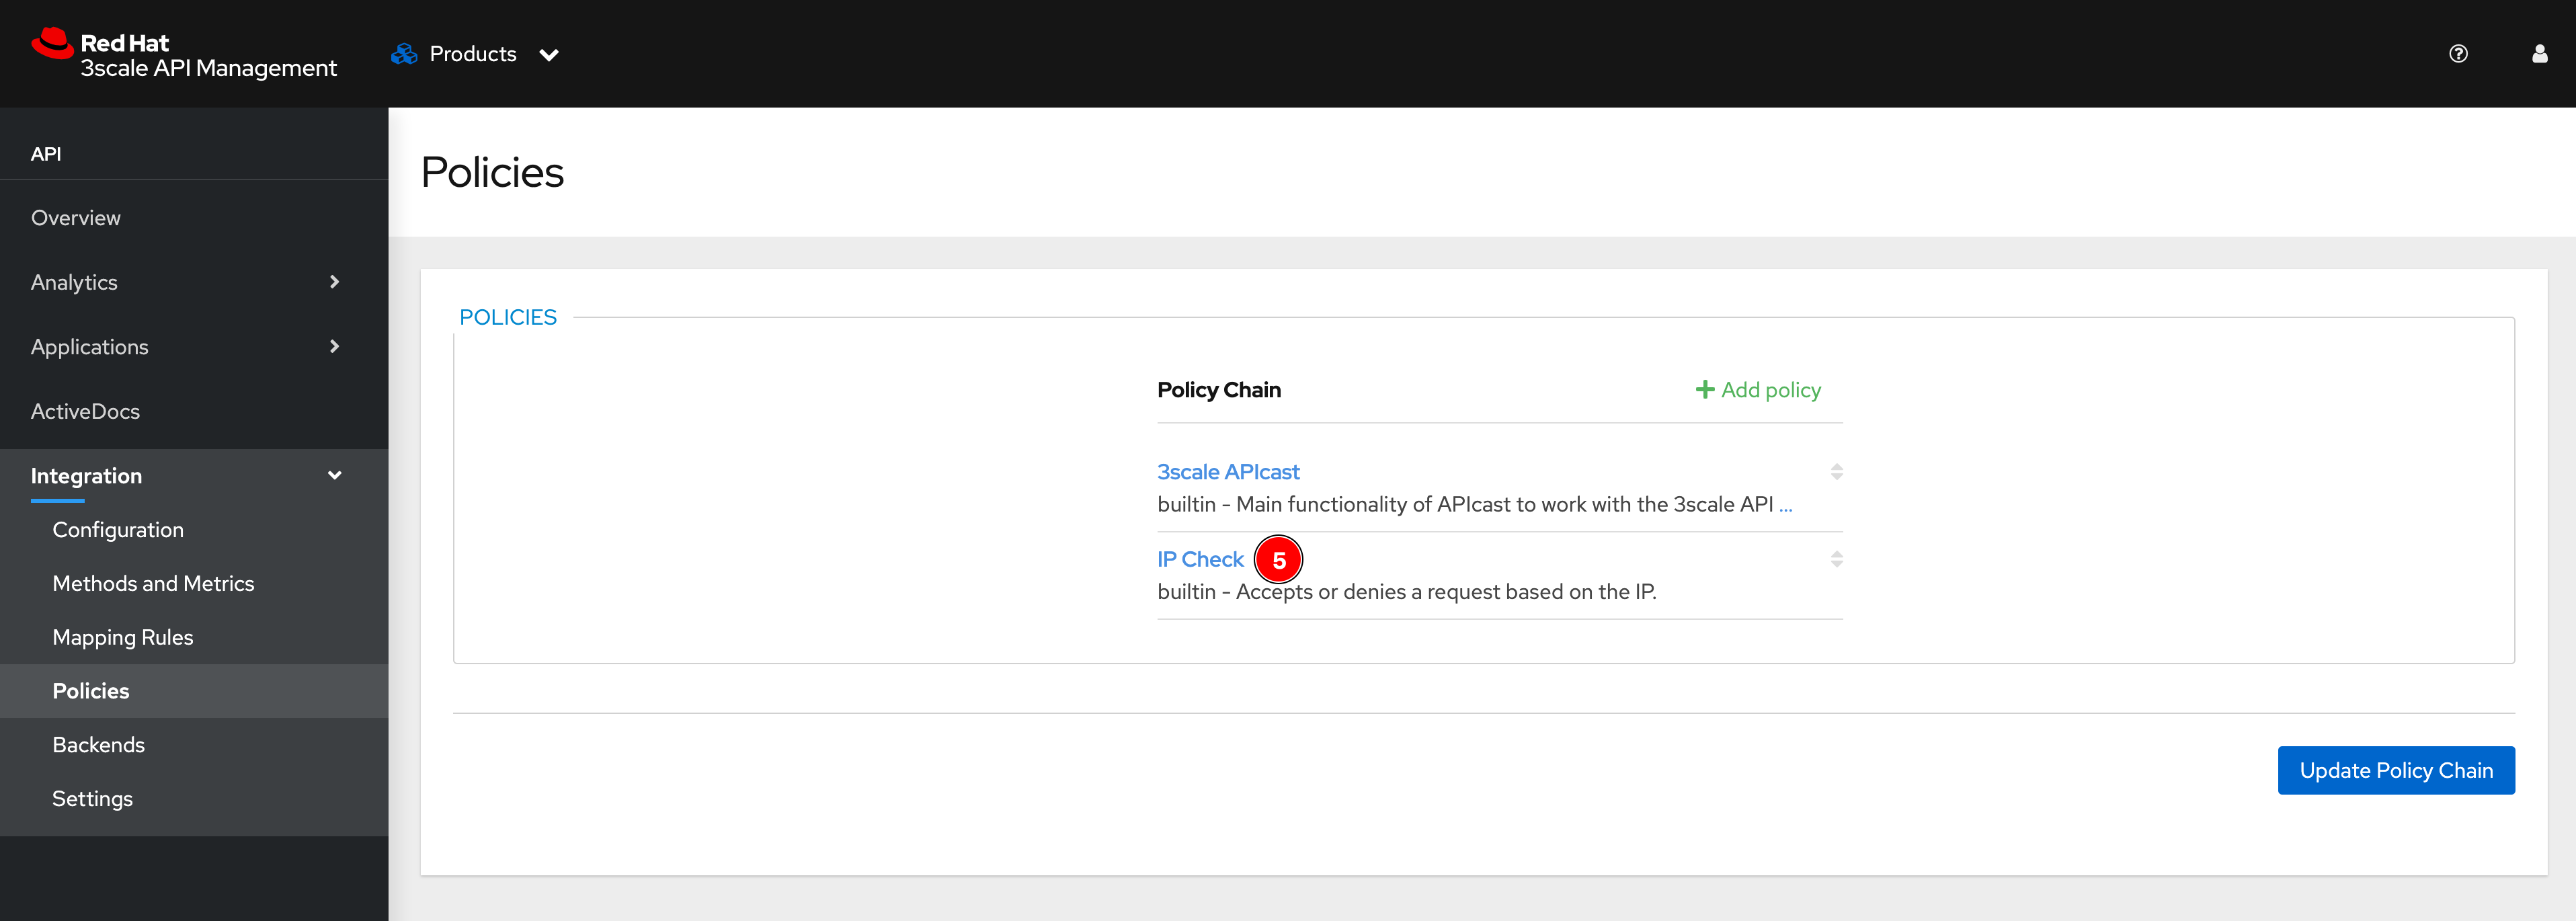 Red Hat
3scale API Management
Products
API
Overview
Analytics
Applications
ActiveDocs
Integration
Configuration
Methods and Metrics
Mapping Rules
Policies
Backends
Settings
Policies
POLICIES
Policy Chain
Add policy
3scale APIcast
builtin - Main functionality of APIcast to work with the 3scale API ...
IP Check 5
builtin - Accepts or denies a request based on the IP.
Update Policy Chain